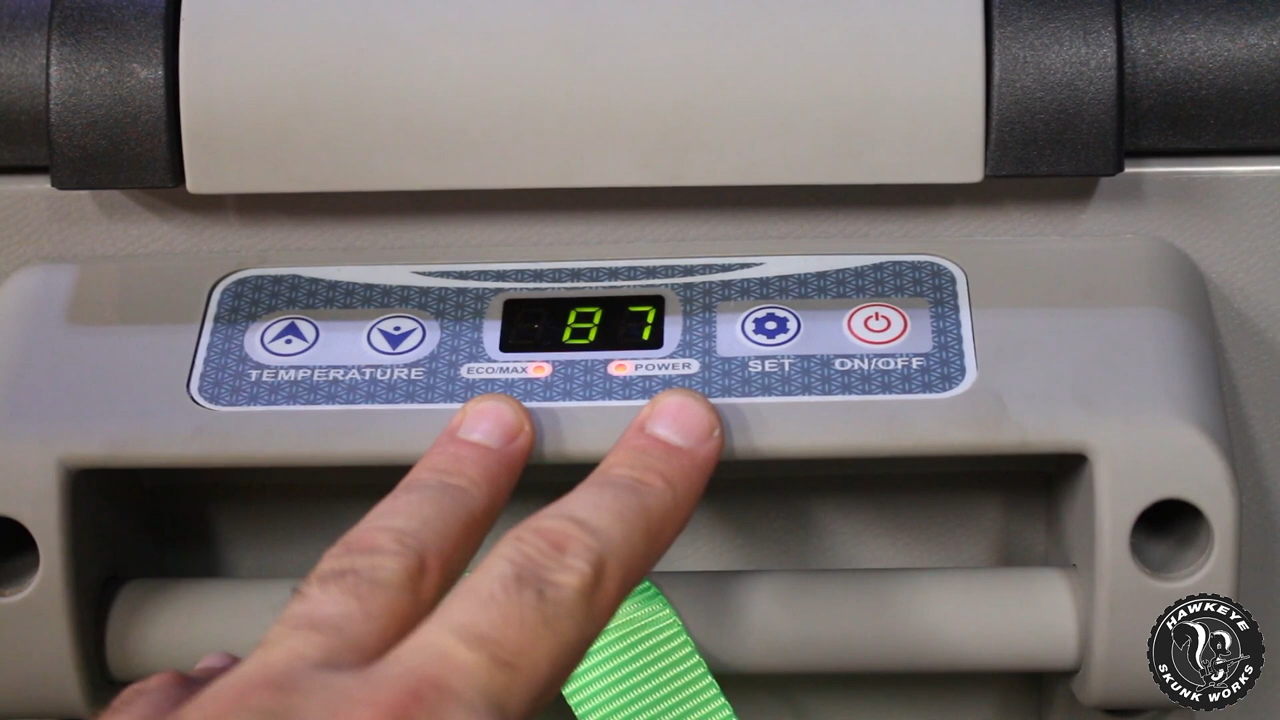 87
ECO/MAX
POWER
TEMPERATURE
SET
ON/OFF
HAWKEYE
SKUNK WORKS